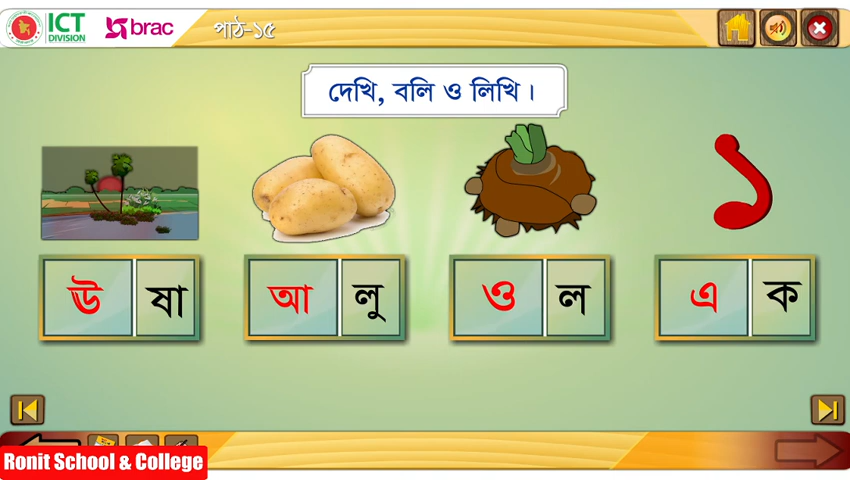 ICT
DIVISION
brac
পাঠ-১৫
দেখি, বলি ও লিখি।
১
ঊ ষা
আ লু
ও ল
এ ক
Ronit School & College